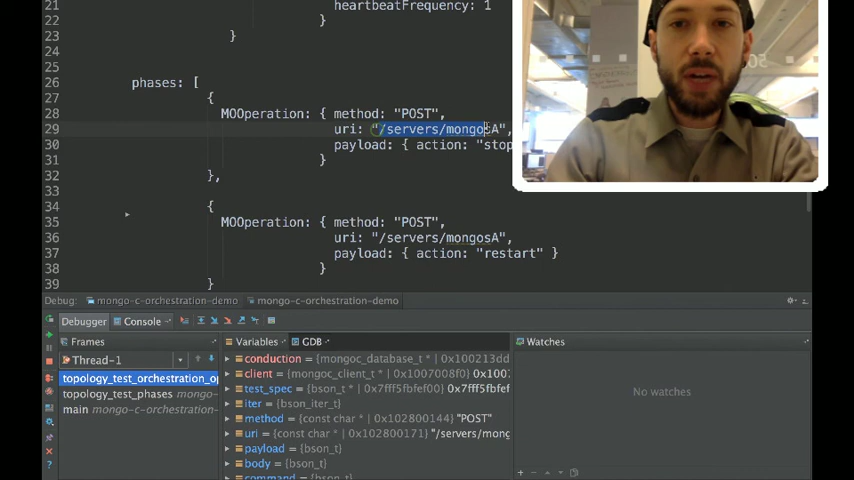 21 heartbeatFrequency: 1
22 }
23 }
24
25
26 phases: [
27 {
28 MOOperation: { method: "POST",
29 uri: "/servers/mongosA",
30 payload: { action: "stop
31 }
32 },
33
34 {
35 MOOperation: { method: "POST",
36 uri: "/servers/mongosA",
37 payload: { action: "restart" }
38 }
39 }
Debug: mongo-c-orchestration-demo mongo-c-orchestration-demo
Debugger Console
Frames Variables GDB Watches
Thread-1
topology_test_orchestration_op
topology_test_phases mongo-
main mongo-c-orchestration-
conduction = {mongoc_database_t * | 0x100213dd
client = {mongoc_client_t * | 0x1007008f0} 0x1007
test_spec = {bson_t * | 0x7fff5fbfef00} 0x7fff5fbfef
iter = {bson_iter_t}
method = {const char * | 0x102800144} "POST"
uri = {const char * | 0x102800171} "/servers/mong
payload = {bson_t}
body = {bson_t}
command = {bson_t}
No watches